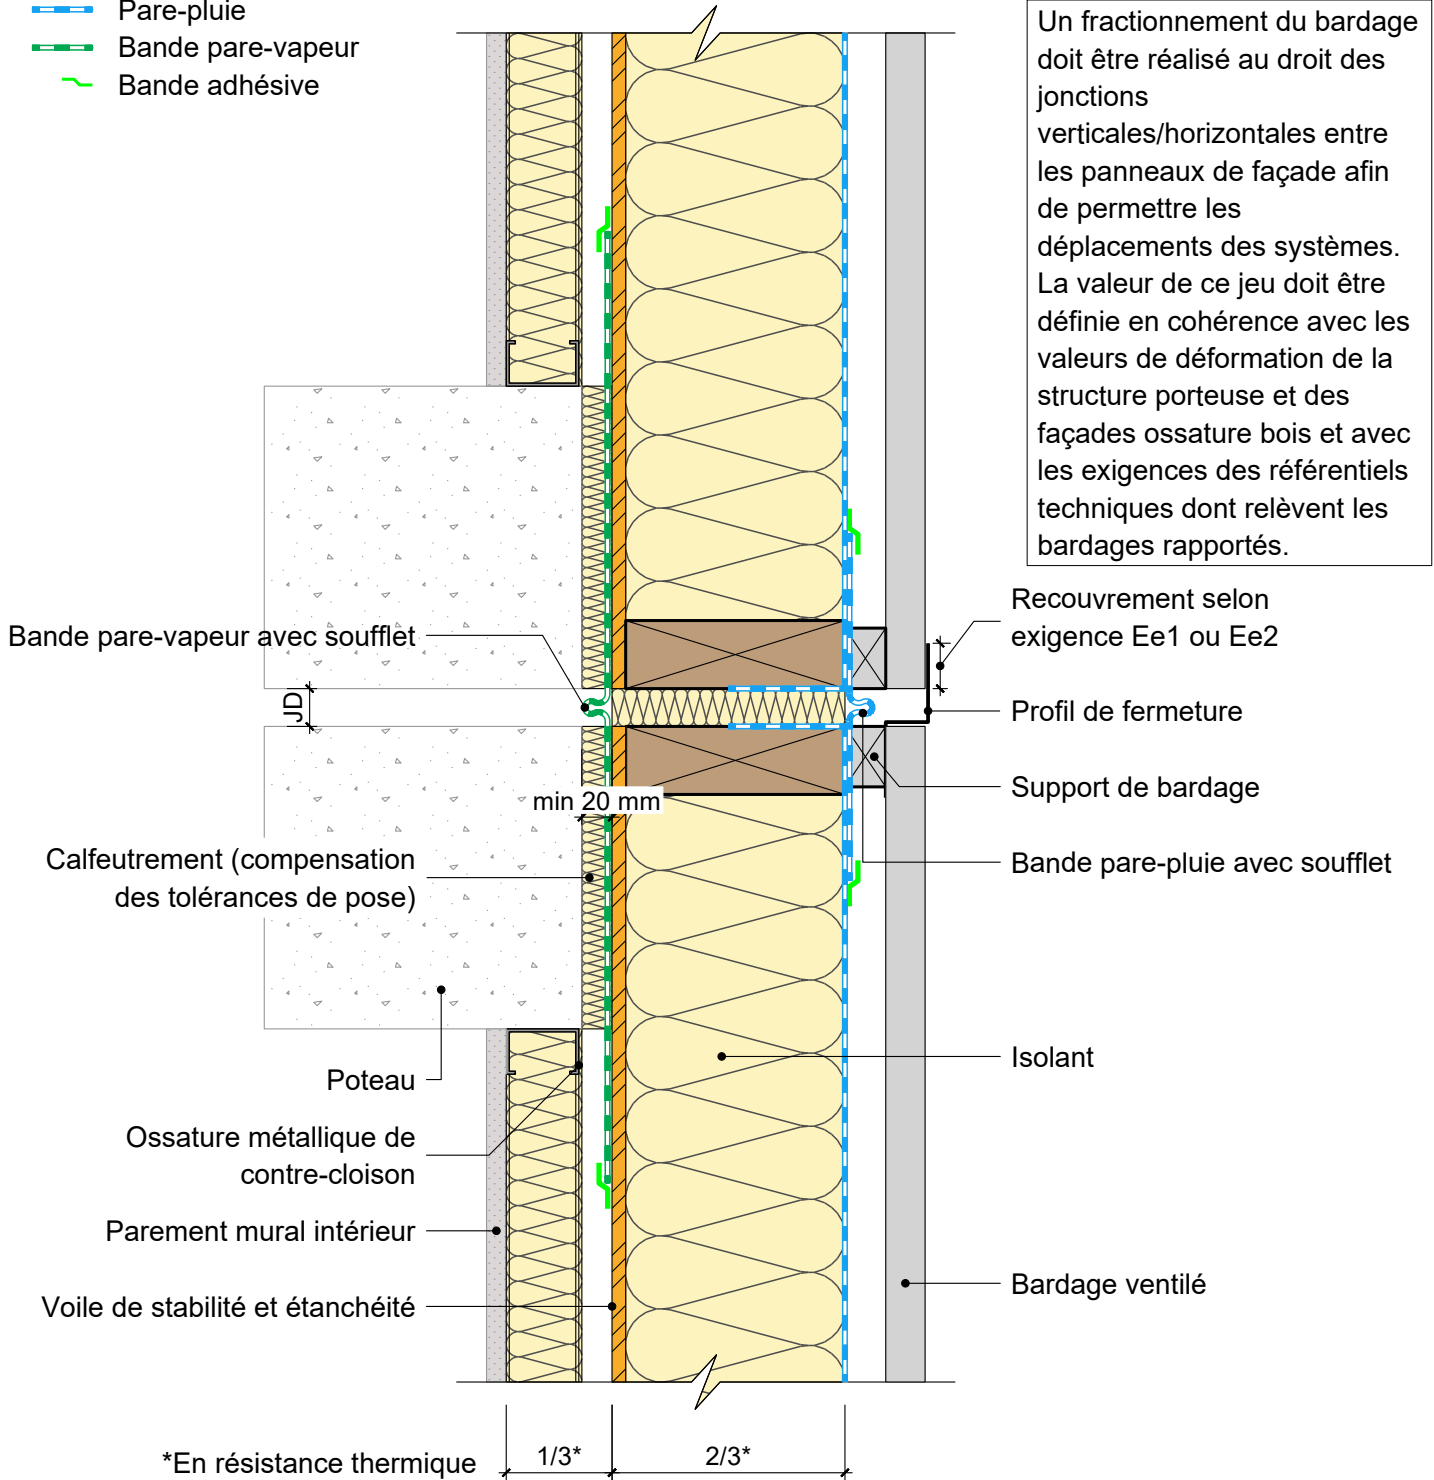 Pare-pluie
Bande pare-vapeur
Bande adhésive
Un fractionnement du bardage
doit être réalisé au droit des
jonctions
verticales/horizontales entre
les panneaux de façade afin
de permettre les
déplacements des systèmes.
La valeur de ce jeu doit être
définie en cohérence avec les
valeurs de déformation de la
structure porteuse et des
façades ossature bois et avec
les exigences des référentiels
techniques dont relèvent les
bardages rapportés.
Recouvrement selon
exigence Ee1 ou Ee2
Bande pare-vapeur avec soufflet
JD
Profil de fermeture
Support de bardage
min 20 mm
Calfeutrement (compensation
des tolérances de pose)
Bande pare-pluie avec soufflet
Isolant
Poteau
Ossature métallique de
contre-cloison
Parement mural intérieur
Bardage ventilé
Voile de stabilité et étanchéité
*En résistance thermique
1/3*
2/3*